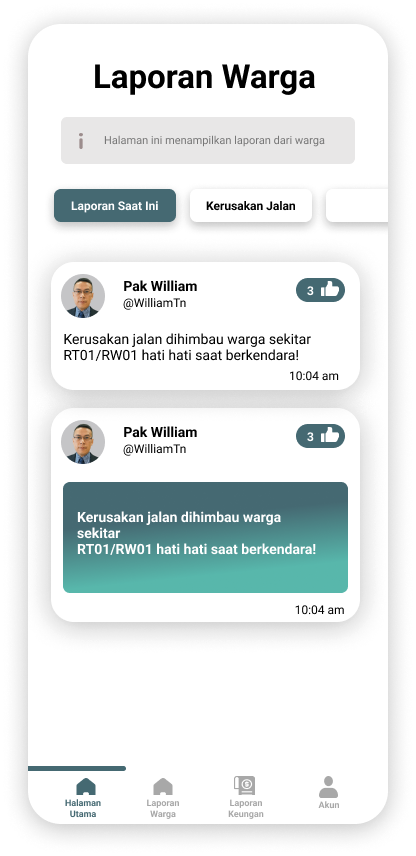 Laporan Warga
Halaman ini menampilkan laporan dari warga
Laporan Saat Ini
Kerusakan Jalan
Pak William
@WilliamTn
3
Kerusakan jalan dihimbau warga sekitar
RT01/RW01 hati hati saat berkendara!
10:04 am
Pak William
@WilliamTn
3
Kerusakan jalan dihimbau warga
sekitar
RT01/RW01 hati hati saat berkendara!
10:04 am
Halaman
Utama
Laporan
Warga
Laporan
Keungan
Akun